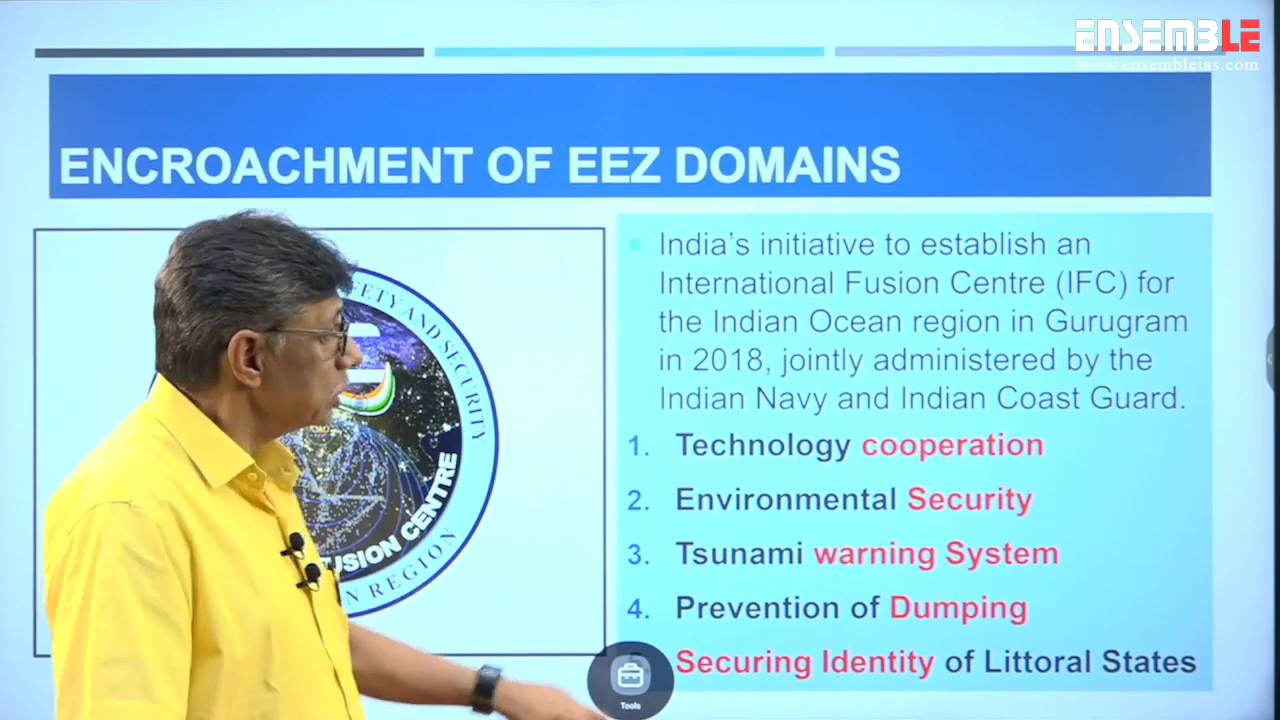 ENSEMBLE
www.ensembleias.com
ENCROACHMENT OF EEZ DOMAINS
India's initiative to establish an
International Fusion Centre (IFC) for
the Indian Ocean region in Gurugram
in 2018, jointly administered by the
Indian Navy and Indian Coast Guard.
1. Technology cooperation
2. Environmental Security
3. Tsunami warning System
4. Prevention of Dumping
Securing Identity of Littoral States
AND SECURITY
FUSION CENTRE
REGION
Tools